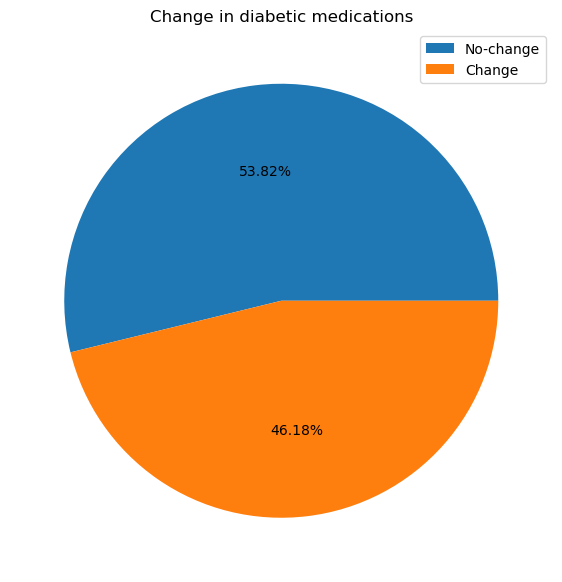 Change in diabetic medications
No-change
Change
53.82%
46.18%